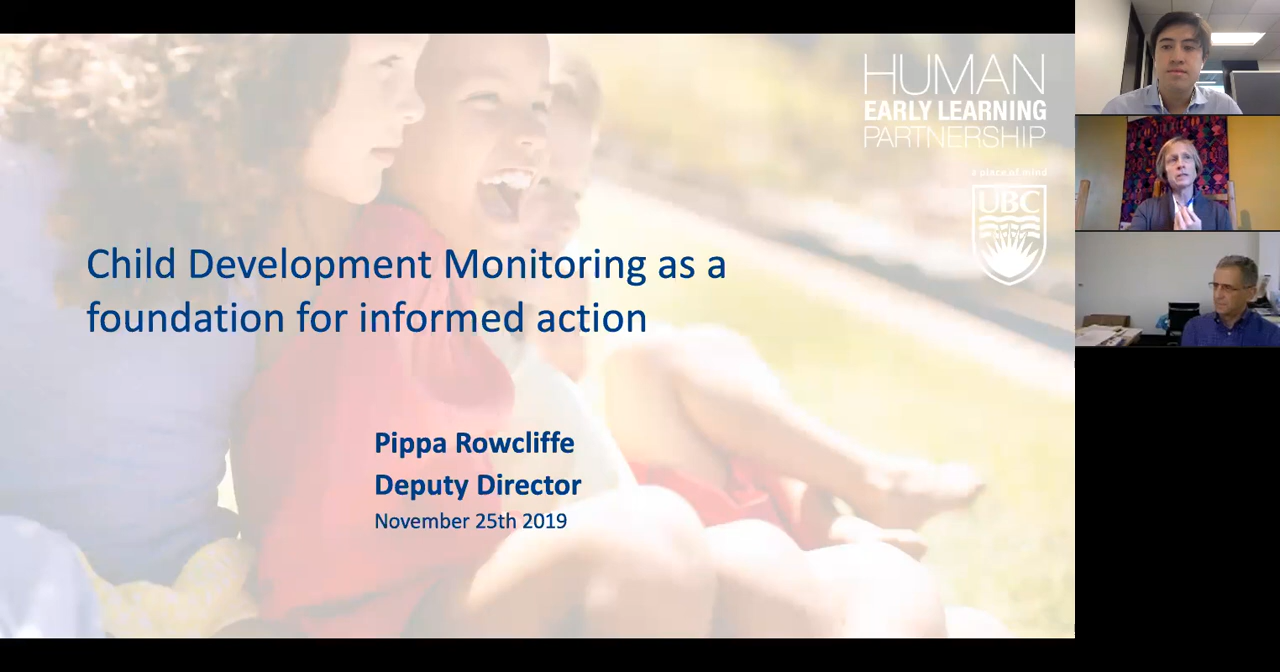 HUMAN
EARLY LEARNING
PARTNERSHIP
a place of mind
UBC
Child Development Monitoring as a
foundation for informed action
Pippa Rowcliffe
Deputy Director
November 25th 2019